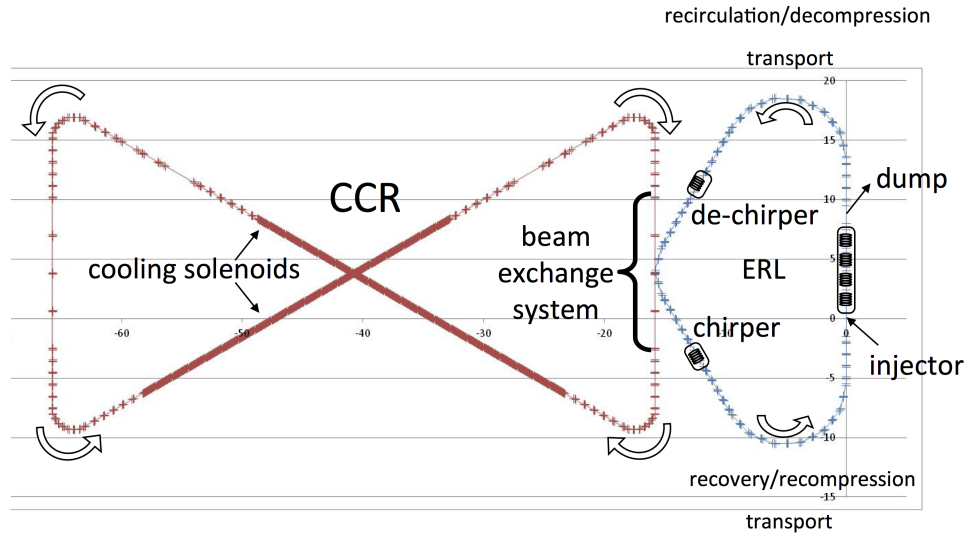 recirculation/decompression
transport
20
15
CCR
10
dump
de-chirper
beam
exchange
system
cooling solenoids
5
ERL
chirper
-60
-50
-40
-30
-20
0
0
injector
-5
-10
recovery/recompression
-15
transport